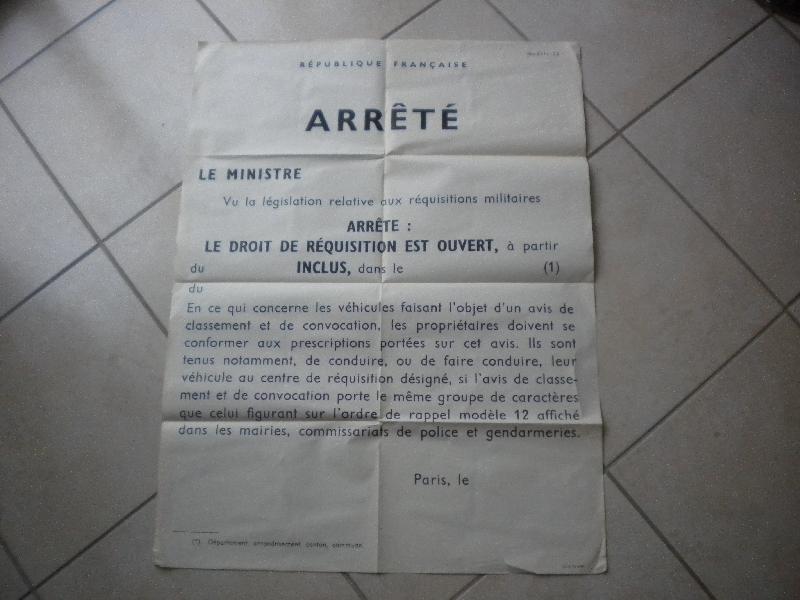 RÉPUBLIQUE FRANÇAISE
ARRÊTÉ
LE MINISTRE
Vu la législation relative aux réquisitions militaires
ARRÊTE :
LE DROIT DE RÉQUISITION EST OUVERT, à partir
du INCLUS, dans le (1)
du
En ce qui concerne les véhicules faisant l'objet d'un avis de
classement et de convocation, les propriétaires doivent se
conformer aux prescriptions portées sur cet avis. Ils sont
tenus notamment, de conduire, ou de faire conduire, leur
véhicule au centre de réquisition désigné, si l'avis de classe-
ment et de convocation porte le même groupe de caractères
que celui figurant sur l'ordre de rappel modèle 12 affiché
dans les mairies, commissariats de police et gendarmeries.
Paris, le
(1). Département, arrondissement, canton, commune.